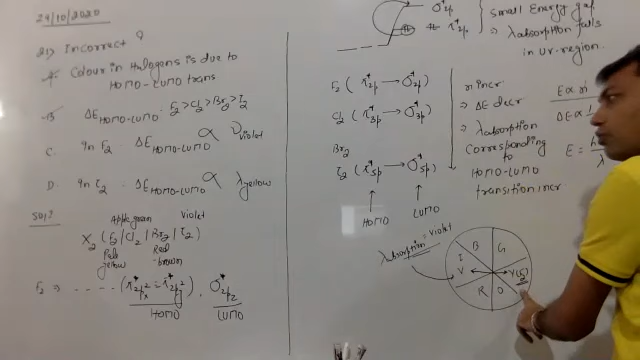 24/10/2020
21) Incorrect ?
A. Colour in Halogens is due to
HOMO-LUMO trans
B. ΔE HOMO-LUMO : F2 > Cl2 > Br2 > I2
C. In F2 ΔE HOMO-LUMO ∝ ν violet
D. In I2 ΔE HOMO-LUMO ∝ λ yellow
Sol?
Apple green Violet
X2 (F2 | Cl2 | Br2 | I2)
Pale yellow Red-brown
F2 ⇒ ----- (π*2px² = π*2py²) , σ*2pz
HOMO LUMO
σ*2p
π*2p
Small Energy gap
⇒ λ absorption falls
in UV-region.
F2 ( π*2p → σ*2p)
Cl2 ( π*3p → σ*3p)
Br2
I2 ( π*5p → σ*5p)
HOMO LUMO
n incr
⇒ ΔE decr
⇒ λ absorption
corresponding
to
HOMO-LUMO
transition incr
E ∝
ΔE ∝
E = h
λ
λ absorption = violet
B G
I
V Y
R O